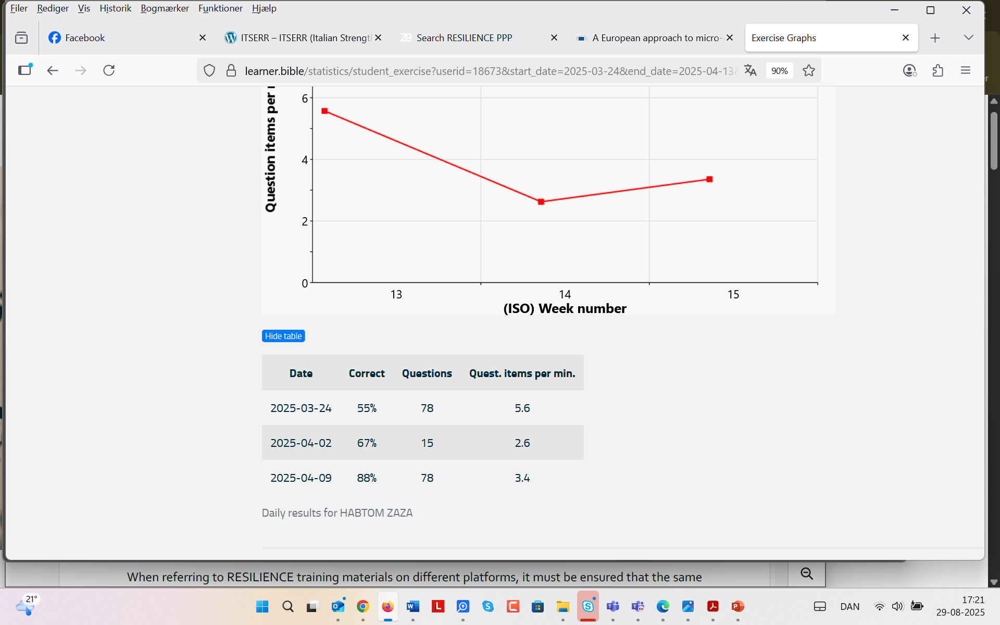 Filer Rediger Vis Historik Bogmærker Funktioner Hjælp
Facebook
ITSERR – ITSERR (Italian Strengt
Search RESILIENCE PPP
A European approach to micro-
Exercise Graphs
learner.bible/statistics/student_exercise?userid=18673&start_date=2025-03-24&end_date=2025-04-13&
90%
Question items per
6
4
2
0
13 14 15
(ISO) Week number
Hide table
Date Correct Questions Quest. items per min.
2025-03-24 55% 78 5.6
2025-04-02 67% 15 2.6
2025-04-09 88% 78 3.4
Daily results for HABTOM ZAZA
When referring to RESILIENCE training materials on different platforms, it must be ensured that the same
21°
DAN
17:21
29-08-2025